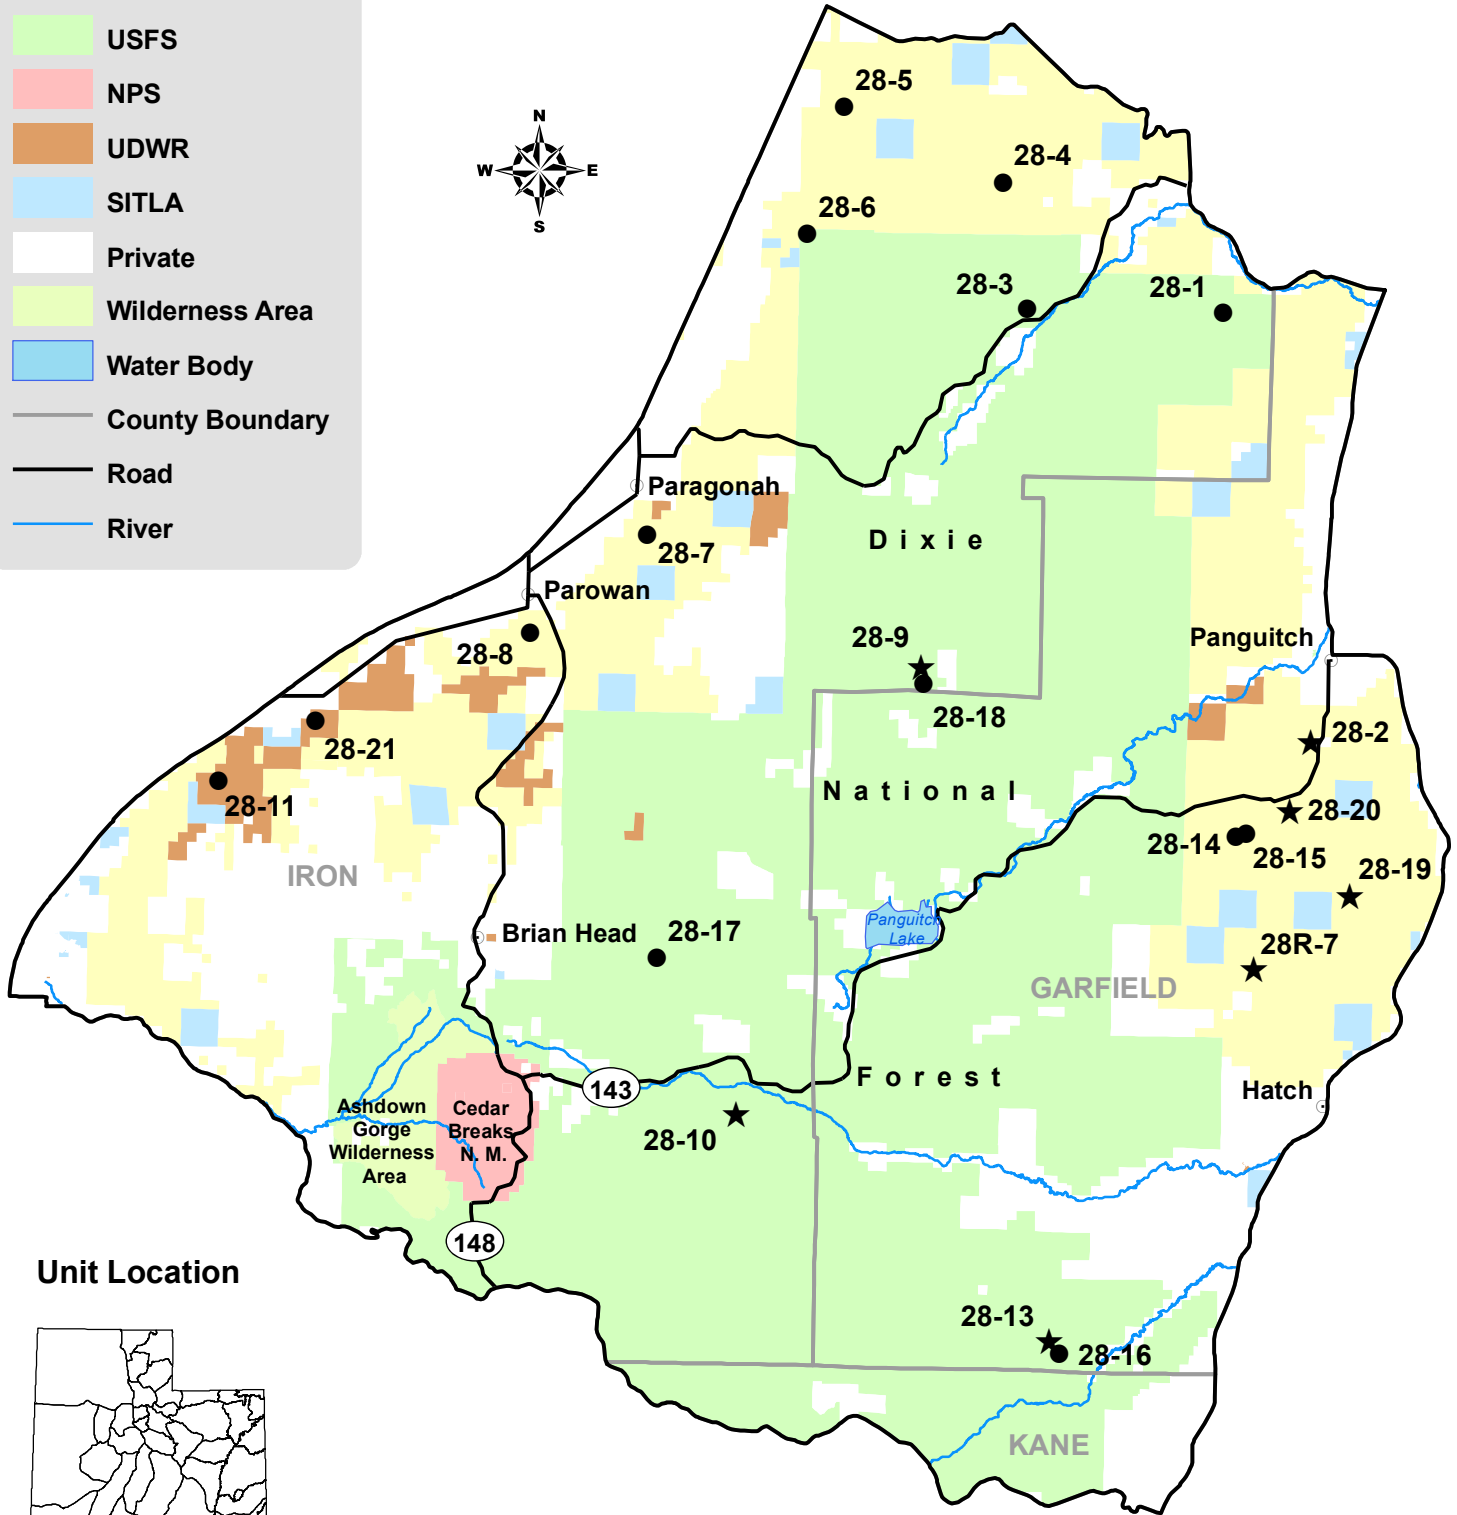 USFS
NPS
UDWR
SITLA
Private
Wilderness Area
Water Body
County Boundary
Road
River
N
W
E
S
28-5
28-4
28-6
28-3
28-1
Paragonah
28-7
Dixie
Parowan
28-8
28-9
Panguitch
28-18
28-2
28-21
National
28-11
28-20
28-14
28-15
28-19
IRON
Panguitch
Lake
Brian Head
28-17
28R-7
GARFIELD
Forest
143
Hatch
Ashdown
Gorge
Wilderness
Area
Cedar
Breaks
N. M.
28-10
148
Unit Location
28-13
28-16
KANE